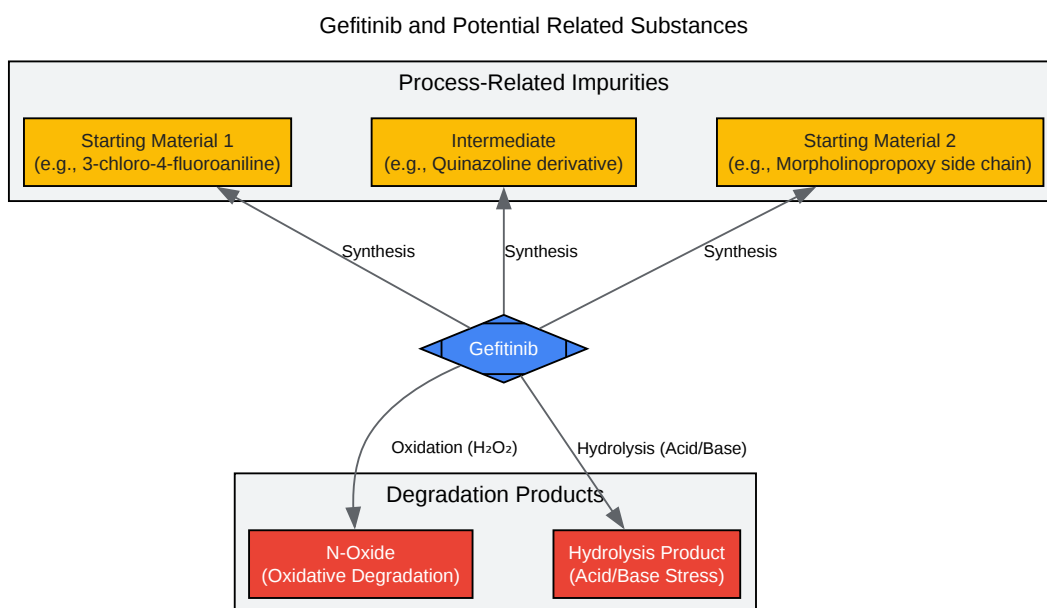 Gefitinib and Potential Related Substances
Process-Related Impurities
Starting Material 1
(e.g., 3-chloro-4-fluoroaniline)
Intermediate
(e.g., Quinazoline derivative)
Starting Material 2
(e.g., Morpholinopropoxy side chain)
Synthesis
Synthesis
Synthesis
Gefitinib
Oxidation (H₂O₂)
Hydrolysis (Acid/Base)
Degradation Products
N-Oxide
(Oxidative Degradation)
Hydrolysis Product
(Acid/Base Stress)